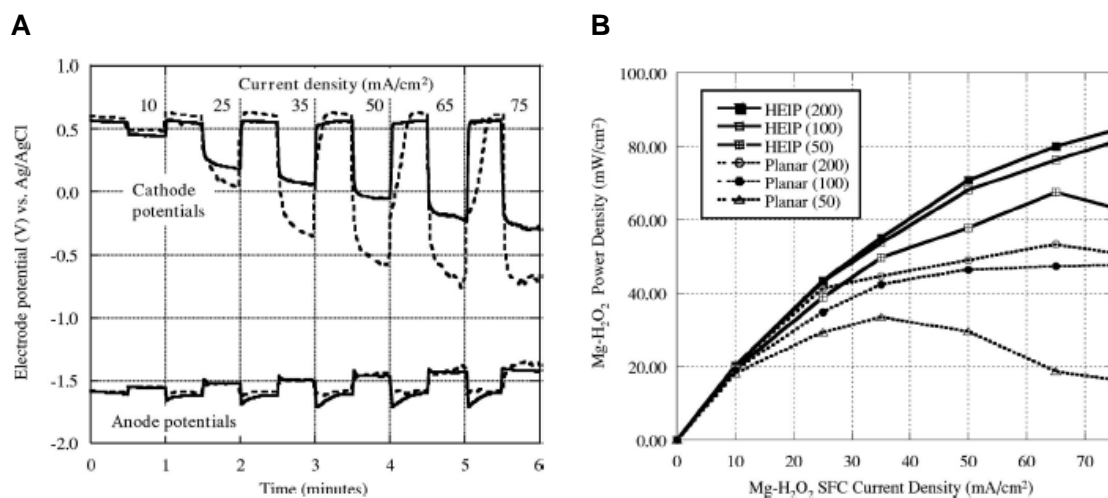 A
Current density (mA/cm²)
10 25 35 50 65 75
1.0
0.5
0.0
-0.5
-1.0
-1.5
-2.0
Electrode potential (V) vs. Ag/AgCl
Cathode
potentials
Anode potentials
0 1 2 3 4 5 6
Time (minutes)
B
100.00
80.00
60.00
40.00
20.00
0.00
Mg-H₂O₂ Power Density (mW/cm²)
HEIP (200)
HEIP (100)
HEIP (50)
Planar (200)
Planar (100)
Planar (50)
0 10 20 30 40 50 60 70
Mg-H₂O₂ SFC Current Density (mA/cm²)